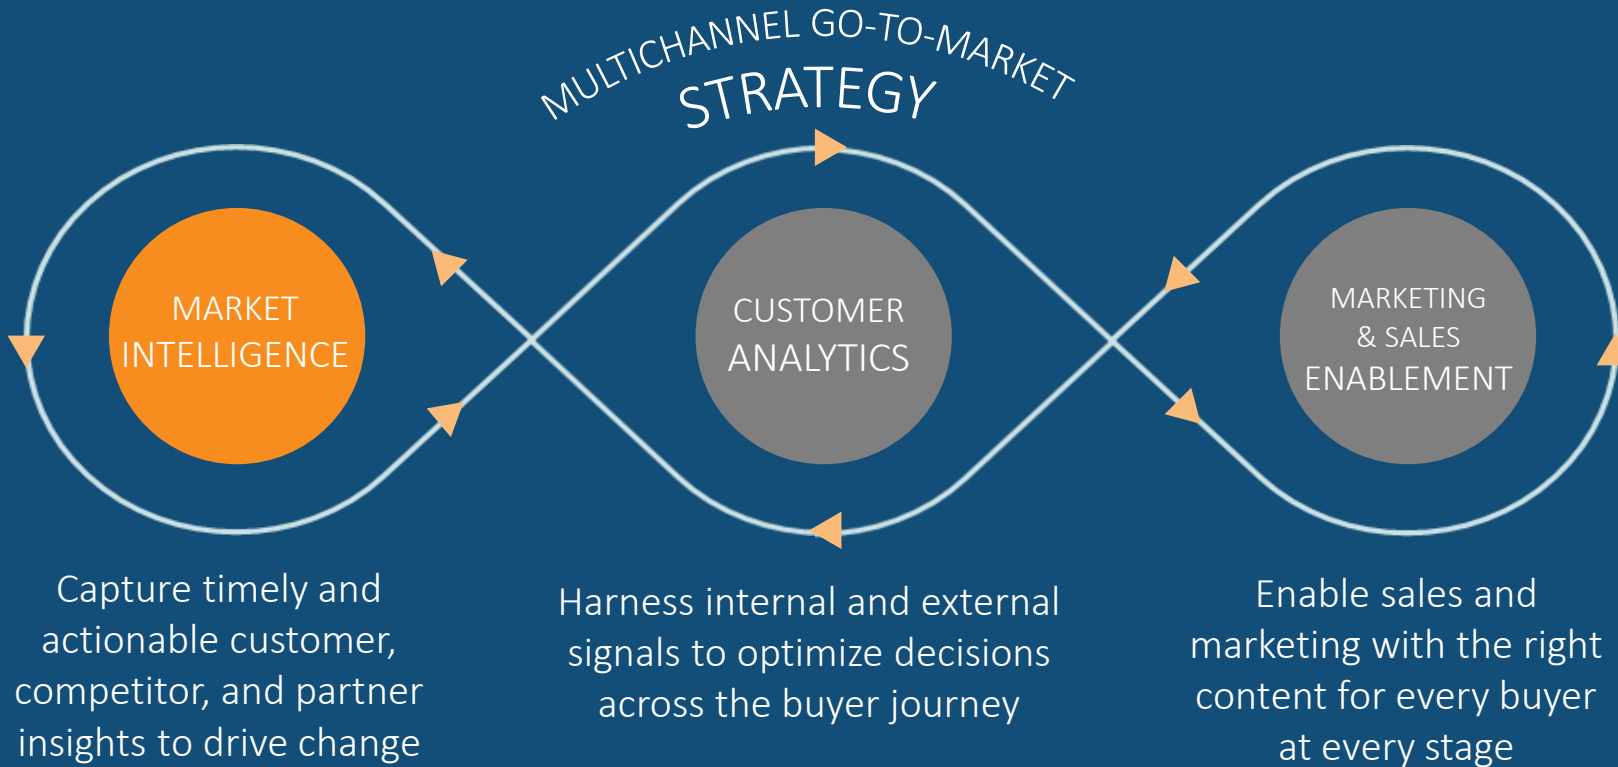 MULTICHANNEL GO-TO-MARKET
STRATEGY
MARKET
INTELLIGENCE
CUSTOMER
ANALYTICS
MARKETING
& SALES
ENABLEMENT
Capture timely and
actionable customer,
competitor, and partner
insights to drive change
Harness internal and external
signals to optimize decisions
across the buyer journey
Enable sales and
marketing with the right
content for every buyer
at every stage